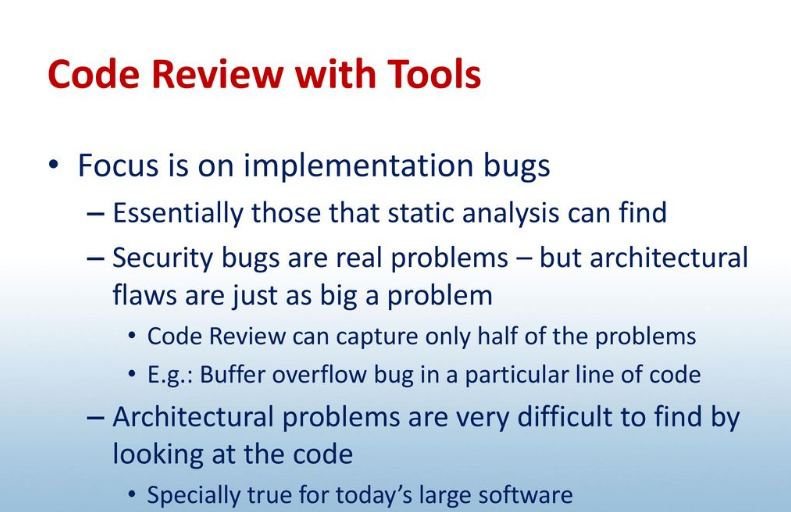 Code Review with Tools
• Focus is on implementation bugs
– Essentially those that static analysis can find
– Security bugs are real problems – but architectural
flaws are just as big a problem
• Code Review can capture only half of the problems
• E.g.: Buffer overflow bug in a particular line of code
– Architectural problems are very difficult to find by
looking at the code
• Specially true for today’s large software